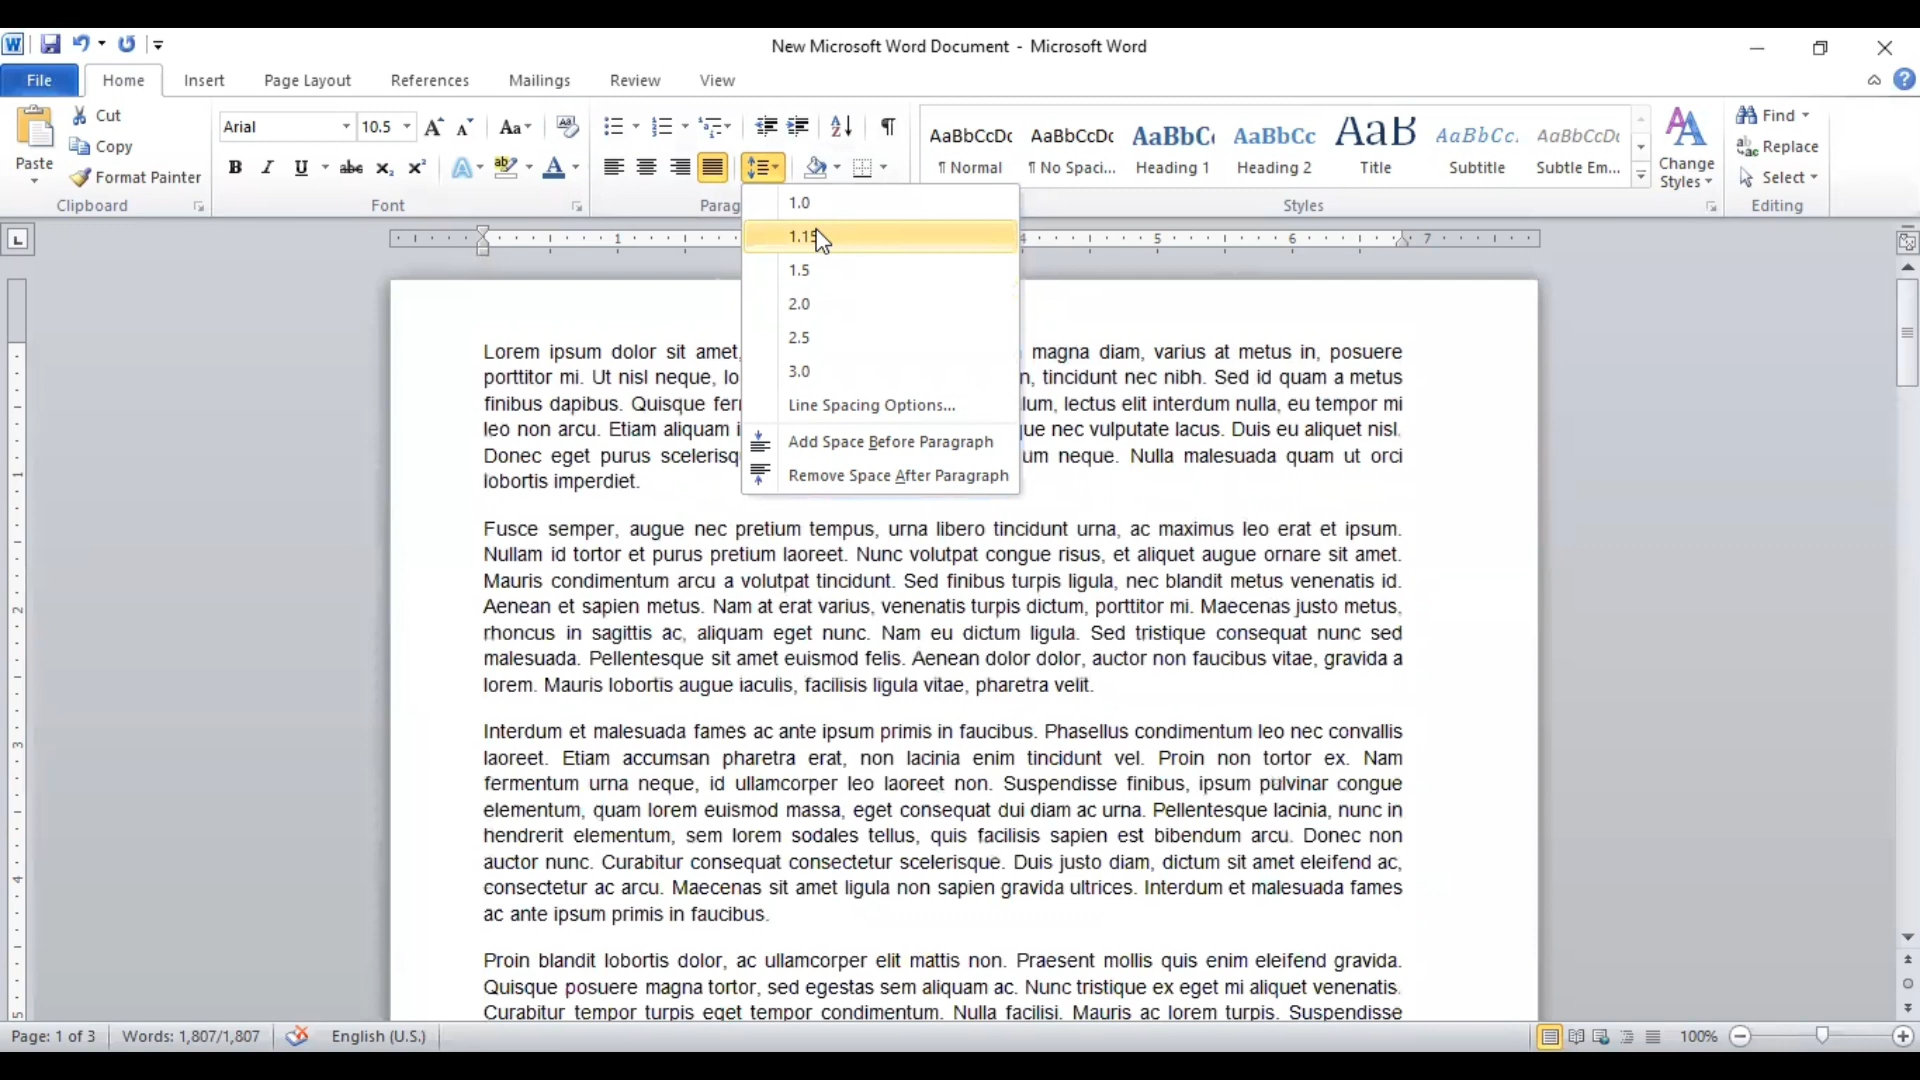 W
New Microsoft Word Document - Microsoft Word
File Home Insert Page Layout References Mailings Review View
?
Paste
Cut
Copy
Format Painter
Clipboard
Arial 10.5
Aa
B I U abc X₂ X²
A ab A
Font
A Z ¶
Paragr
AaBbCcDc AaBbCcDc AaBbC AaBbCc AaB AaBbCc. AaBbCcDc
¶ Normal ¶ No Spaci... Heading 1 Heading 2 Title Subtitle Subtle Em...
Styles
A
Change Styles
Find
Replace
Select
Editing
1.0
1.15
1.5
2.0
2.5
3.0
Line Spacing Options...
Add Space Before Paragraph
Remove Space After Paragraph
L
1 4 5 6 7
1
2
3
4
5
Lorem ipsum dolor sit amet, magna diam, varius at metus in, posuere
porttitor mi. Ut nisl neque, lo n, tincidunt nec nibh. Sed id quam a metus
finibus dapibus. Quisque fer lum, lectus elit interdum nulla, eu tempor mi
leo non arcu. Etiam aliquam i ue nec vulputate lacus. Duis eu aliquet nisl.
Donec eget purus scelerisq um neque. Nulla malesuada quam ut orci
lobortis imperdiet.
Fusce semper, augue nec pretium tempus, urna libero tincidunt urna, ac maximus leo erat et ipsum.
Nullam id tortor et purus pretium laoreet. Nunc volutpat congue risus, et aliquet augue ornare sit amet.
Mauris condimentum arcu a volutpat tincidunt. Sed finibus turpis ligula, nec blandit metus venenatis id.
Aenean et sapien metus. Nam at erat varius, venenatis turpis dictum, porttitor mi. Maecenas justo metus,
rhoncus in sagittis ac, aliquam eget nunc. Nam eu dictum ligula. Sed tristique consequat nunc sed
malesuada. Pellentesque sit amet euismod felis. Aenean dolor dolor, auctor non faucibus vitae, gravida a
lorem. Mauris lobortis augue iaculis, facilisis ligula vitae, pharetra velit.
Interdum et malesuada fames ac ante ipsum primis in faucibus. Phasellus condimentum leo nec convallis
laoreet. Etiam accumsan pharetra erat, non lacinia enim tincidunt vel. Proin non tortor ex. Nam
fermentum urna neque, id ullamcorper leo laoreet non. Suspendisse finibus, ipsum pulvinar congue
elementum, quam lorem euismod massa, eget consequat dui diam ac urna. Pellentesque lacinia, nunc in
hendrerit elementum, sem lorem sodales tellus, quis facilisis sapien est bibendum arcu. Donec non
auctor nunc. Curabitur consequat consectetur scelerisque. Duis justo diam, dictum sit amet eleifend ac,
consectetur ac arcu. Maecenas sit amet ligula non sapien gravida ultrices. Interdum et malesuada fames
ac ante ipsum primis in faucibus.
Proin blandit lobortis dolor, ac ullamcorper elit mattis non. Praesent mollis quis enim eleifend gravida.
Quisque posuere magna tortor, sed egestas sem aliquam ac. Nunc tristique ex eget mi aliquet venenatis.
Curabitur tempor turpis eget tempor condimentum. Nulla facilisi. Mauris ac lorem turpis. Suspendisse
Page: 1 of 3 Words: 1,807/1,807 English (U.S.) 100%